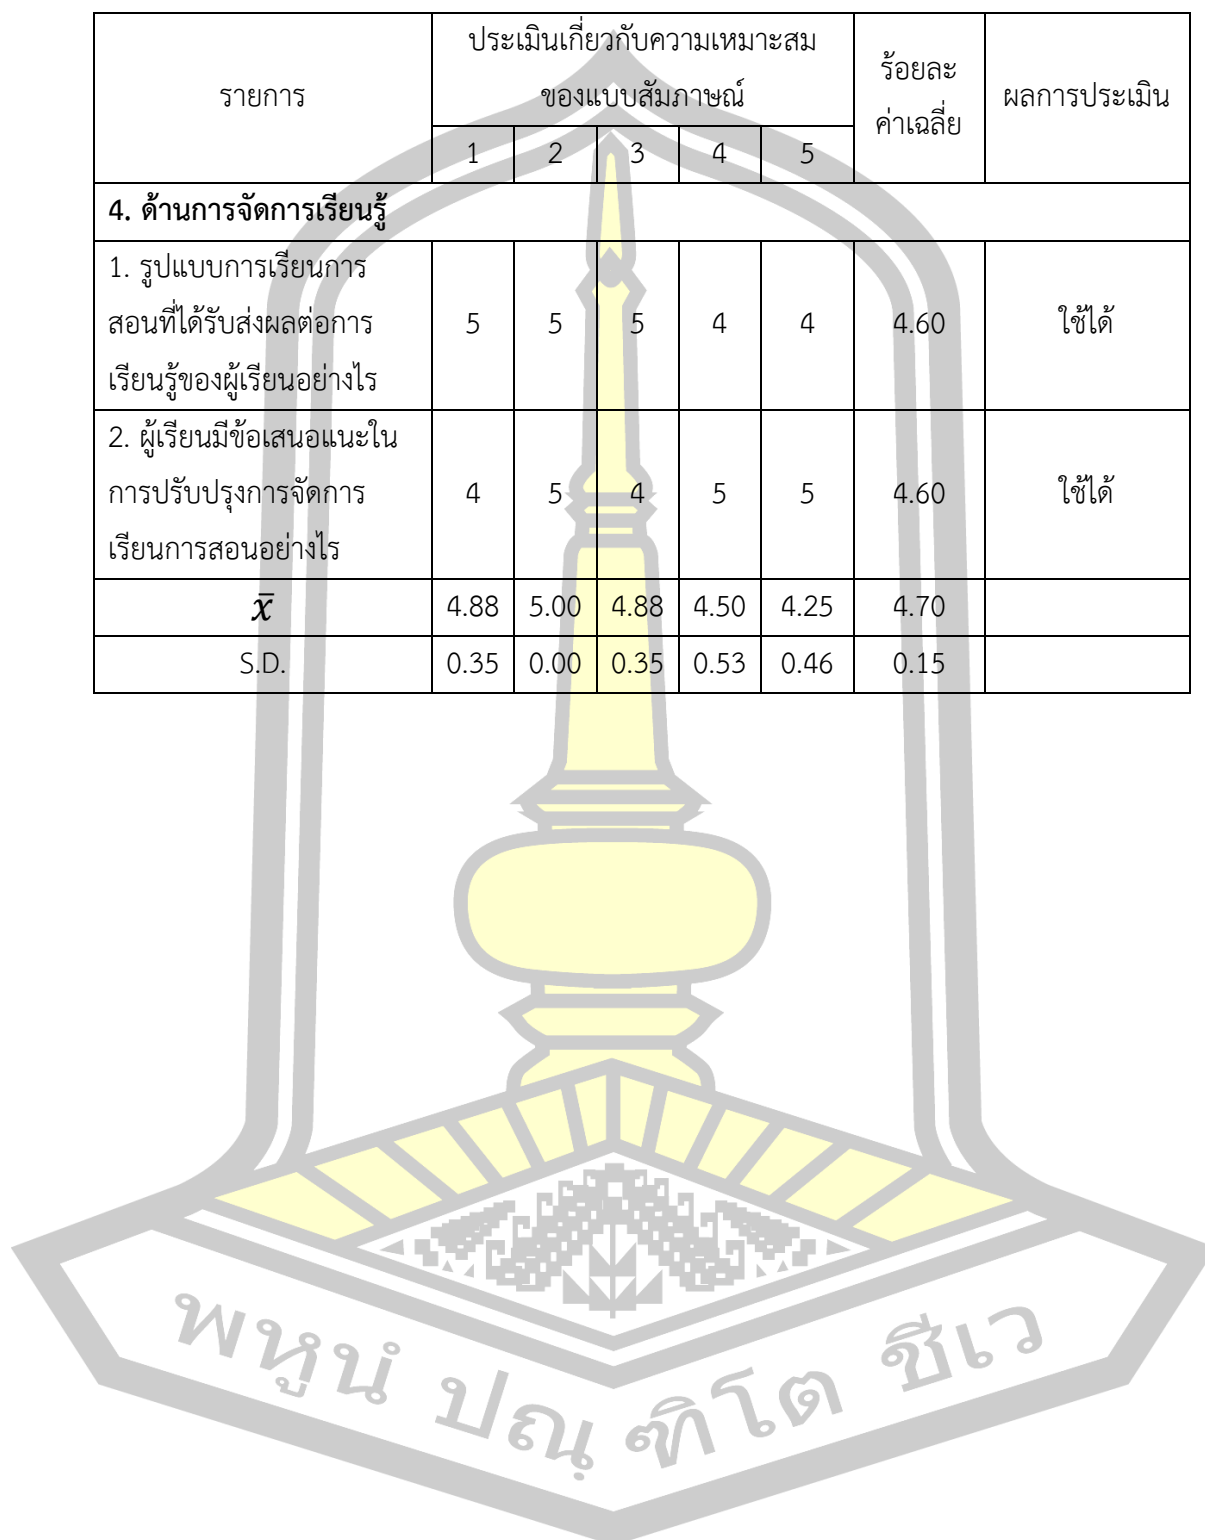 รายการ
ประเมินเกี่ยวกับความเหมาะสม
ของแบบสัมภาษณ์
ร้อยละ
ค่าเฉลี่ย
ผลการประเมิน
1 2 3 4 5
4. ด้านการจัดการเรียนรู้
1. รูปแบบการเรียนการ
สอนที่ได้รับส่งผลต่อการ
เรียนรู้ของผู้เรียนอย่างไร
5 5 5 4 4 4.60 ใช้ได้
2. ผู้เรียนมีข้อเสนอแนะใน
การปรับปรุงการจัดการ
เรียนการสอนอย่างไร
4 5 4 5 5 4.60 ใช้ได้
x̄ 4.88 5.00 4.88 4.50 4.25 4.70
S.D. 0.35 0.00 0.35 0.53 0.46 0.15
พหูนํ ปณฺฑิโต ชีเว